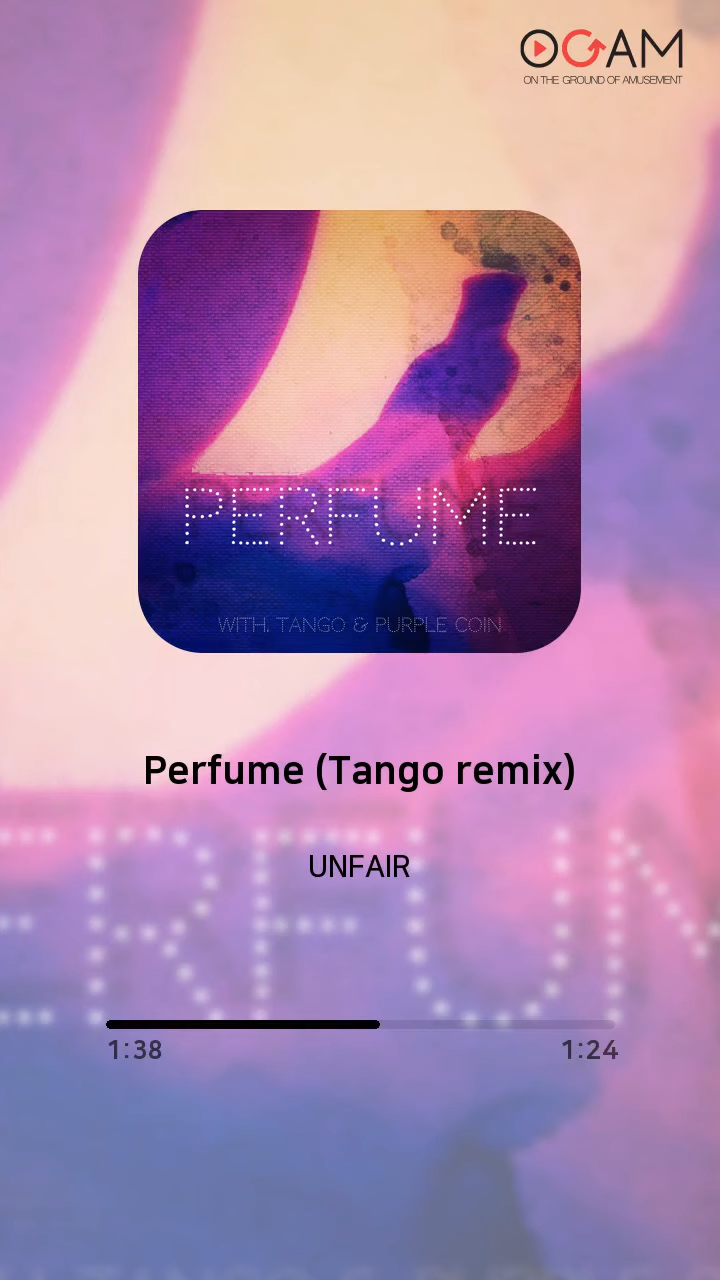 OGAM
ON THE GROUND OF AMUSEMENT
PERFUME
WITH. TANGO & PURPLE COIN
Perfume (Tango remix)
UNFAIR
ERFUM
1:38
1:24